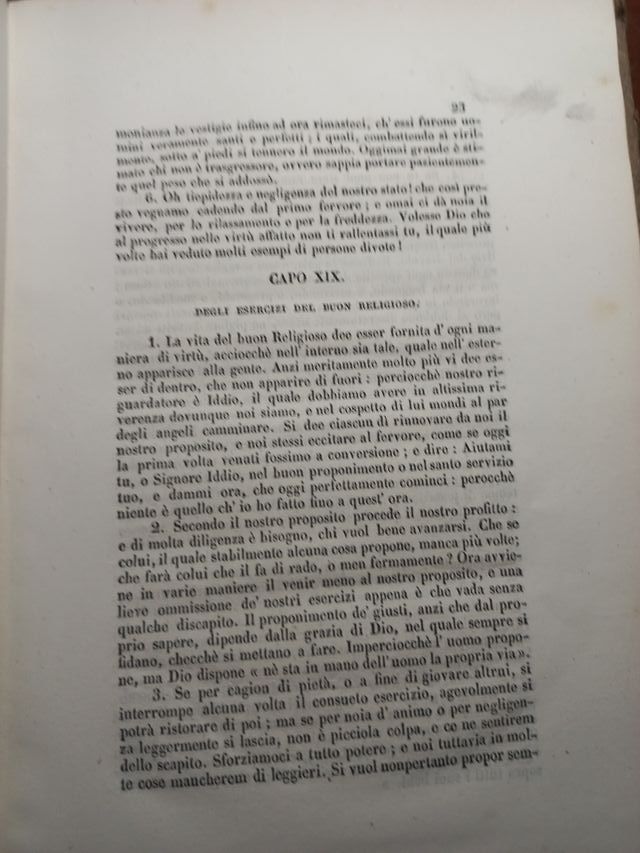 23
monianza le vestigie infino ad ora rimasteci, ch' essi furono uo-
mini veramente santi e perfetti; i quali, combattendo sì viril-
mente, sotto a' piedi si tennero il mondo. Oggimai grande è sti-
mato chi non è trasgressore, ovvero sappia portare pazientemen-
te quel peso che si addossò.
6. Oh tiepidezza e negligenza del nostro stato! che così pre-
sto vegnamo cadendo dal primo fervore; e omai ci dà noia il
vivere, per lo rilassamento e per la freddezza. Volesse Dio che
al progresso nelle virtù affatto non ti rallentassi tu, il quale più
volte hai veduto molti esempi di persone divote!
CAPO XIX.
DEGLI ESERCIZI DEL BUON RELIGIOSO.
1. La vita del buon Religioso dee esser fornita d' ogni ma-
niera di virtù, acciocchè nell' interno sia tale, quale nell' ester-
no apparisce alla gente. Anzi meritamente molto più vi dee es-
ser di dentro, che non apparire di fuori: perciocchè nostro ri-
guardatore è Iddio, il quale dobbiamo avere in altissima ri-
verenza dovunque noi siamo, e nel cospetto di lui mondi al par
degli angeli camminare. Si dee ciascun dì rinnovare da noi il
nostro proposito, e noi stessi eccitare al fervore, come se oggi
la prima volta venuti fossimo a conversione; e dire: Aiutami
tu, o Signore Iddio, nel buon proponimento e nel santo servizio
tuo, e dammi ora, che oggi perfettamente cominci: perocchè
niente è quello ch' io ho fatto fino a quest' ora.
2. Secondo il nostro proposito procede il nostro profitto:
e di molta diligenza è bisogno, chi vuol bene avanzarsi. Che se
colui, il quale stabilmente alcuna cosa propone, manca più volte;
che farà colui che il fa di rado, o men fermamente? Ora avvie-
ne in varie maniere il venir meno al nostro proposito, e una
lieve ommissione de' nostri esercizi appena è che vada senza
qualche discapito. Il proponimento de' giusti, anzi che dal pro-
prio sapere, dipende dalla grazia di Dio, nel quale sempre si
fidano, checchè si mettano a fare. Imperciocchè l' uomo propo-
ne, ma Dio dispone « nè sta in mano dell' uomo la propria via».
3. Se per cagion di pietà, o a fine di giovare altrui, si
interrompe alcuna volta il consueto esercizio, agevolmente si
potrà ristorare di poi; ma se per noia d' animo o per negligen-
za leggermente si lascia, non è picciola colpa, e ce ne sentirem
dello scapito. Sforziamoci a tutto potere; e noi tuttavia in mol-
te cose mancherem di leggieri. Si vuol nonpertanto propor sem-